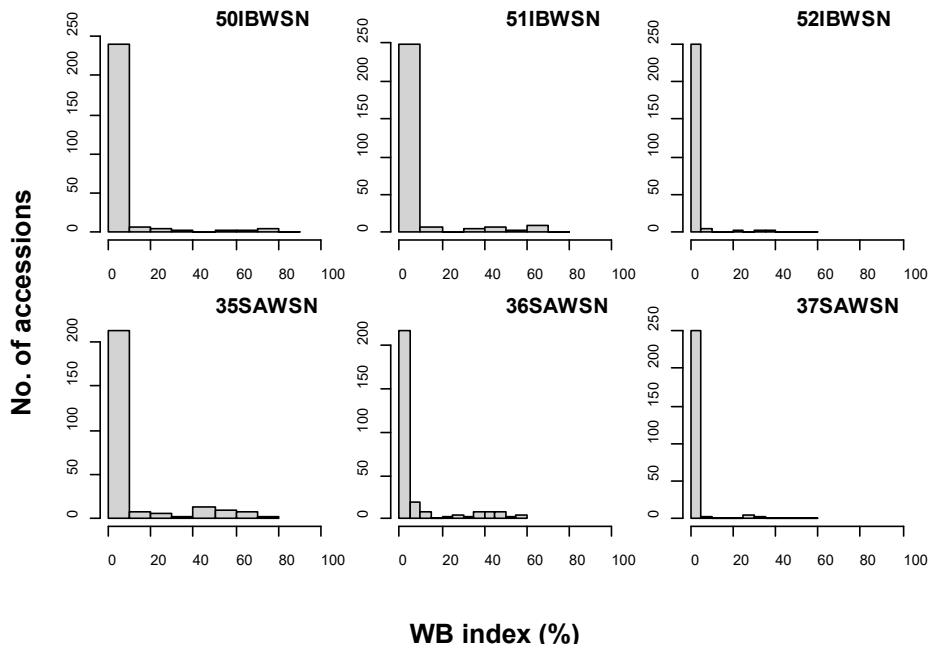 50IBWSN
51IBWSN
52IBWSN
0 50 100 150 200 250
0 50 100 150 200 250
0 50 100 150 200 250
0 20 40 60 80 100
0 20 40 60 80 100
0 20 40 60 80 100
No. of accessions
35SAWSN
36SAWSN
37SAWSN
0 50 100 150 200
0 50 100 150 200
0 50 100 150 200 250
0 20 40 60 80 100
0 20 40 60 80 100
0 20 40 60 80 100
WB index (%)